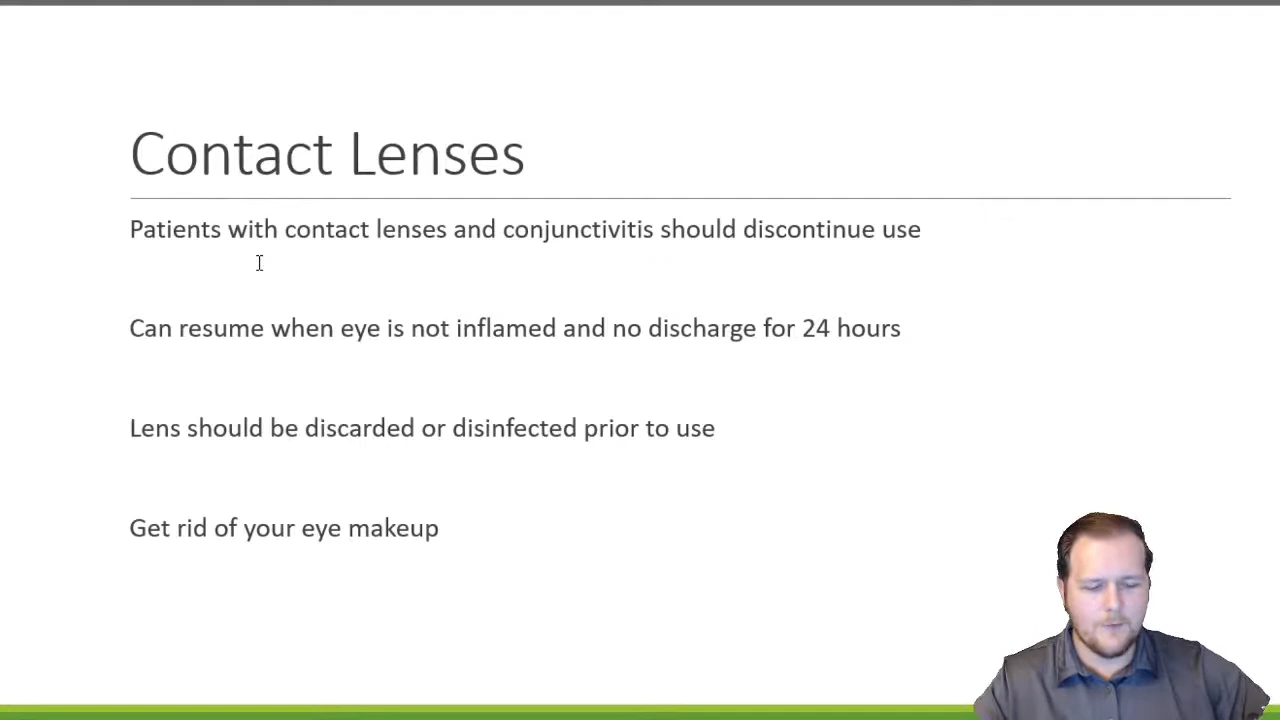 Contact Lenses
Patients with contact lenses and conjunctivitis should discontinue use
Can resume when eye is not inflamed and no discharge for 24 hours
Lens should be discarded or disinfected prior to use
Get rid of your eye makeup